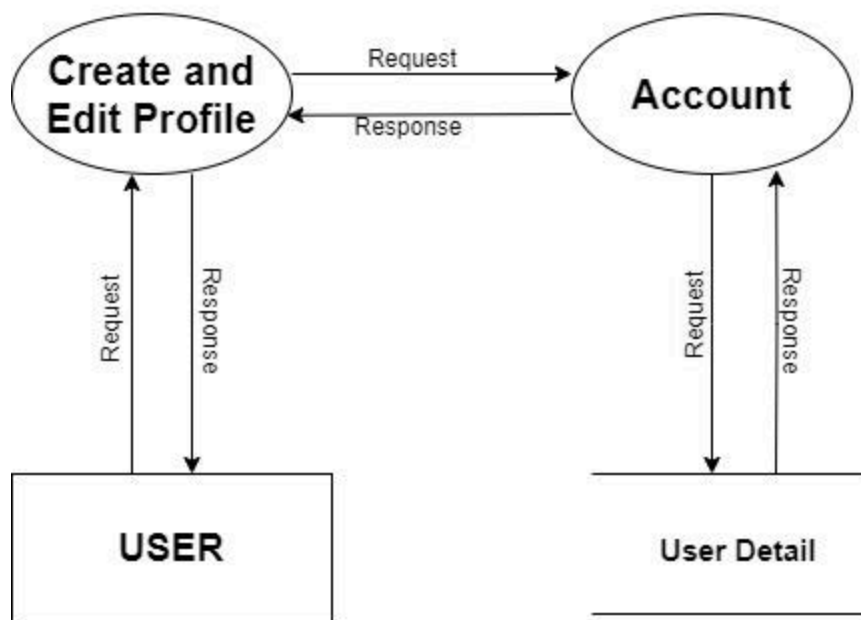 Create and
Edit Profile
Request
Response
Account
Request
Response
Request
Response
USER
User Detail